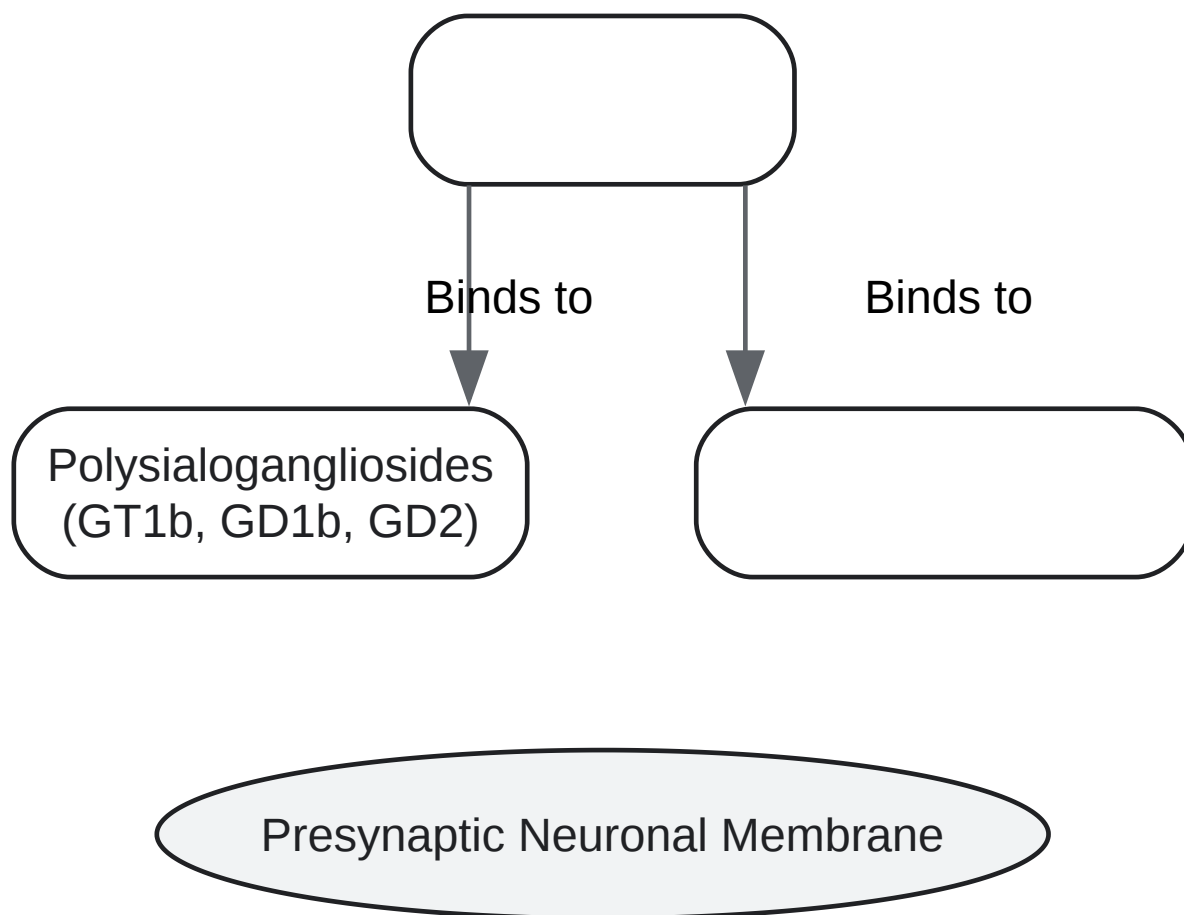 Binds to
Binds to
Polysialogangliosides
(GT1b, GD1b, GD2)
Presynaptic Neuronal Membrane